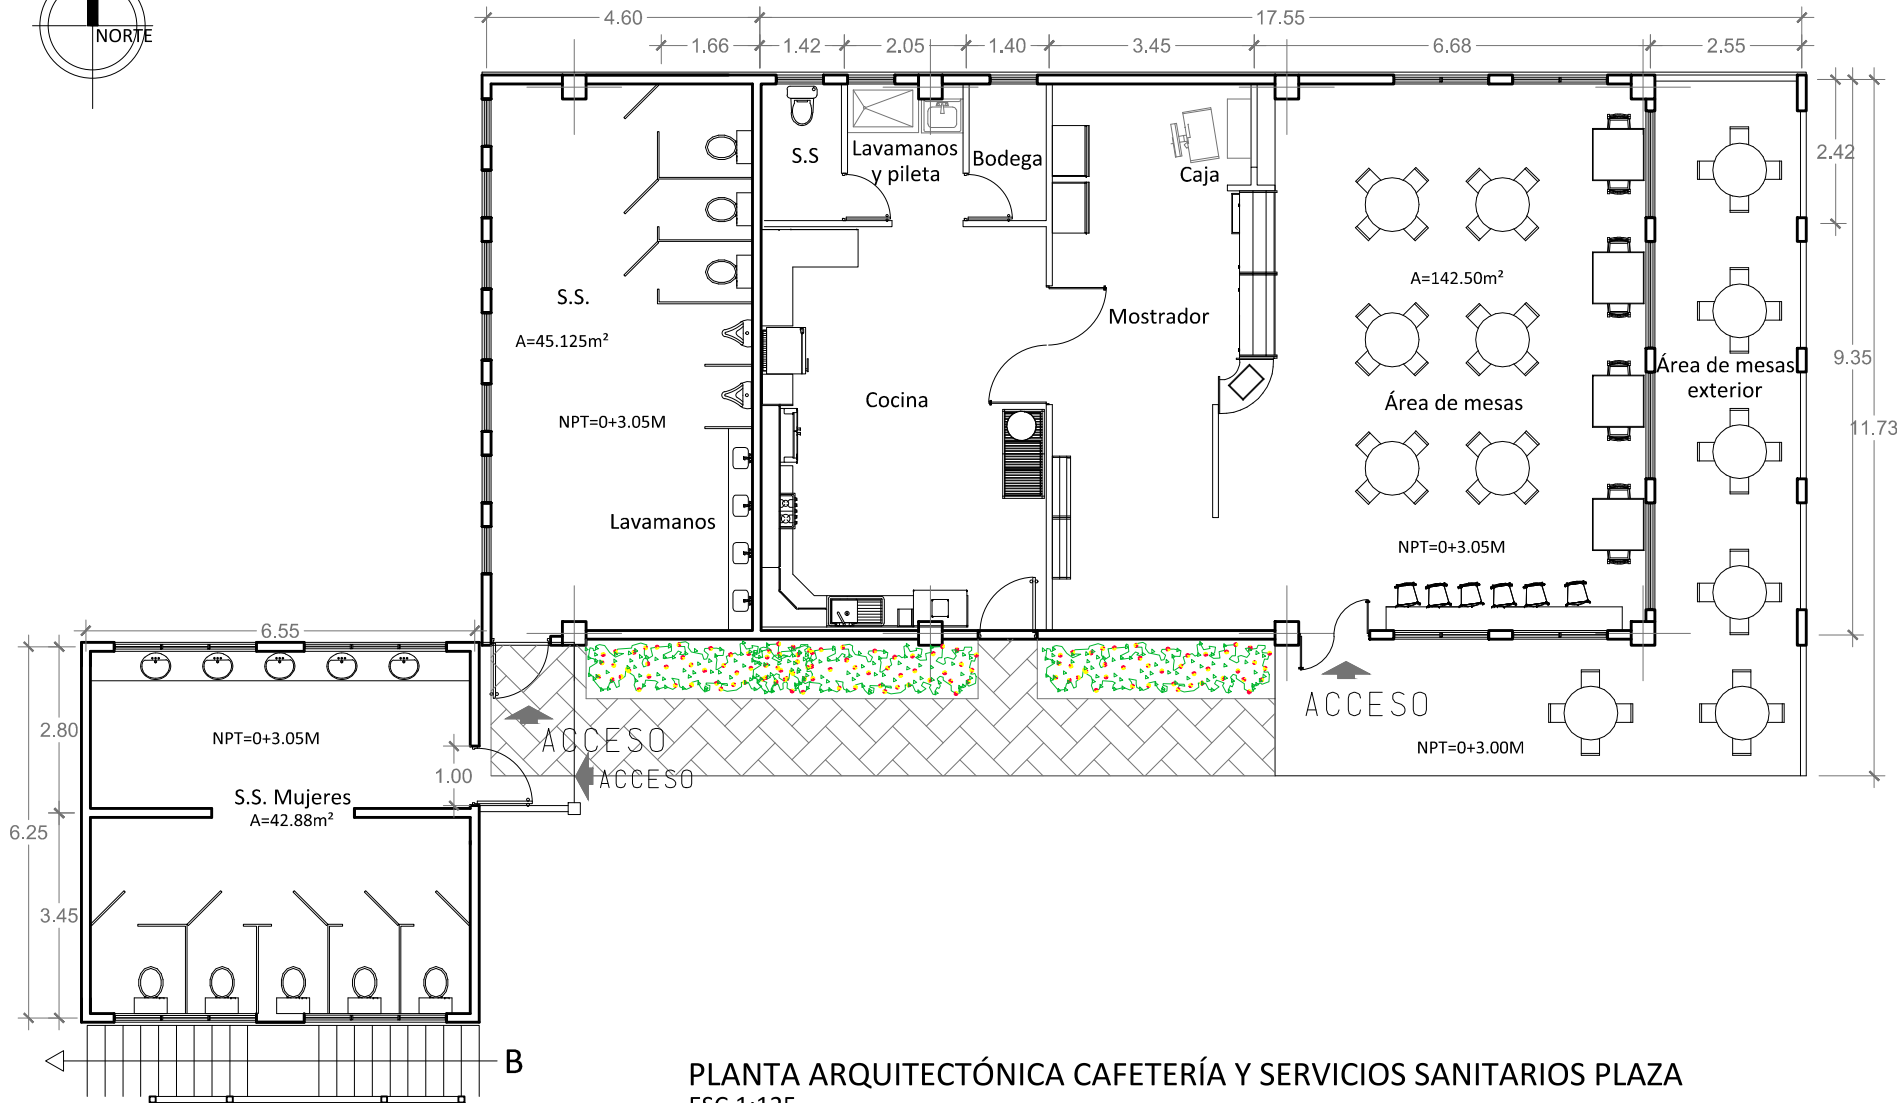 NORTE
4.60
17.55
1.66
1.42
2.05
1.40
3.45
6.68
2.55
S.S
Lavamanos
y pileta
Bodega
Caja
2.42
S.S.
A=45.125m²
Mostrador
A=142.50m²
9.35
Área de mesas
exterior
Cocina
Área de mesas
NPT=0+3.05M
11.73
Lavamanos
NPT=0+3.05M
6.55
ACCESO
2.80
NPT=0+3.05M
ACCESO
NPT=0+3.00M
1.00
ACCESO
S.S. Mujeres
A=42.88m²
6.25
3.45
B
PLANTA ARQUITECTÓNICA CAFETERÍA Y SERVICIOS SANITARIOS PLAZA
ESC 1:125